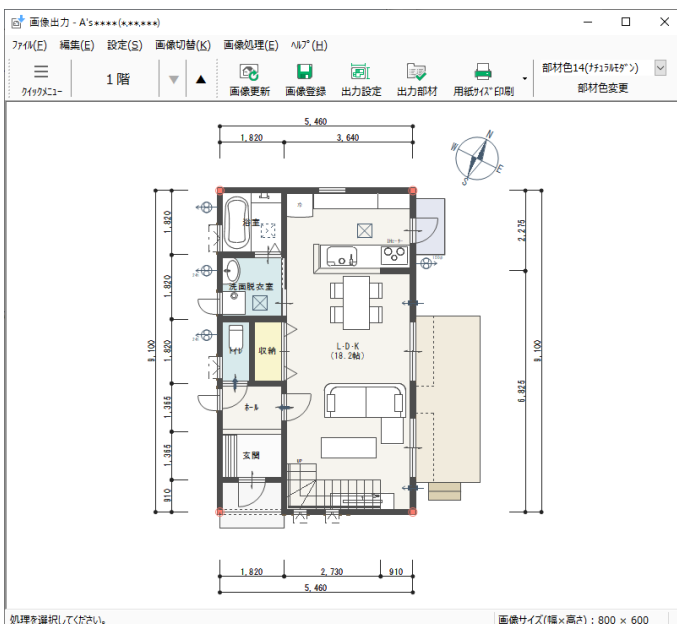 画像出力 - A's∗∗∗∗(∗,∗∗,∗∗∗)
ファイル(F) 編集(E) 設定(S) 画像切替(K) 画像処理(E) ヘルプ(H)
クイックメニュー 1階 ▼ ▲ 画像更新 画像登録 出力設定 出力部材 用紙サイズ印刷 部材色14(ナチュラルモダン) 部材色変更
5,460
1,820 3,640
N
W
E
S
冷
1,820
浴室
2,275
1,820
洗面脱衣室
9,100
1,820
トイレ
収納
L・D・K
(18.2帖)
9,100
6,825
1,365
ホール
1,365
玄関
UP
910
1,820 2,730 910
5,460
処理を選択してください。 画像サイズ(幅×高さ) : 800 × 600